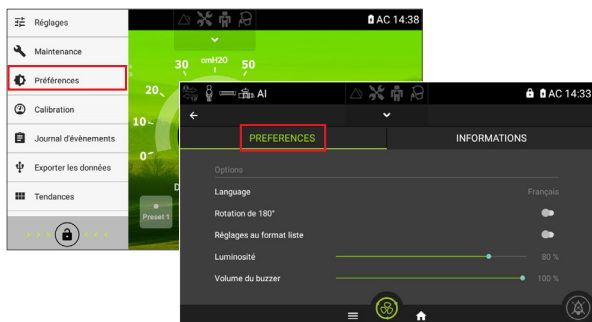 Réglages
Maintenance
Préférences
Calibration
Journal d'évènements
Exporter les données
Tendances
AC 14:38
cmH20
30 50
20
10
0
D
Preset 1
AI
AC 14:33
PREFERENCES INFORMATIONS
Options
Language Français
Rotation de 180°
Réglages au format liste
Luminosité 80 %
Volume du buzzer 100 %